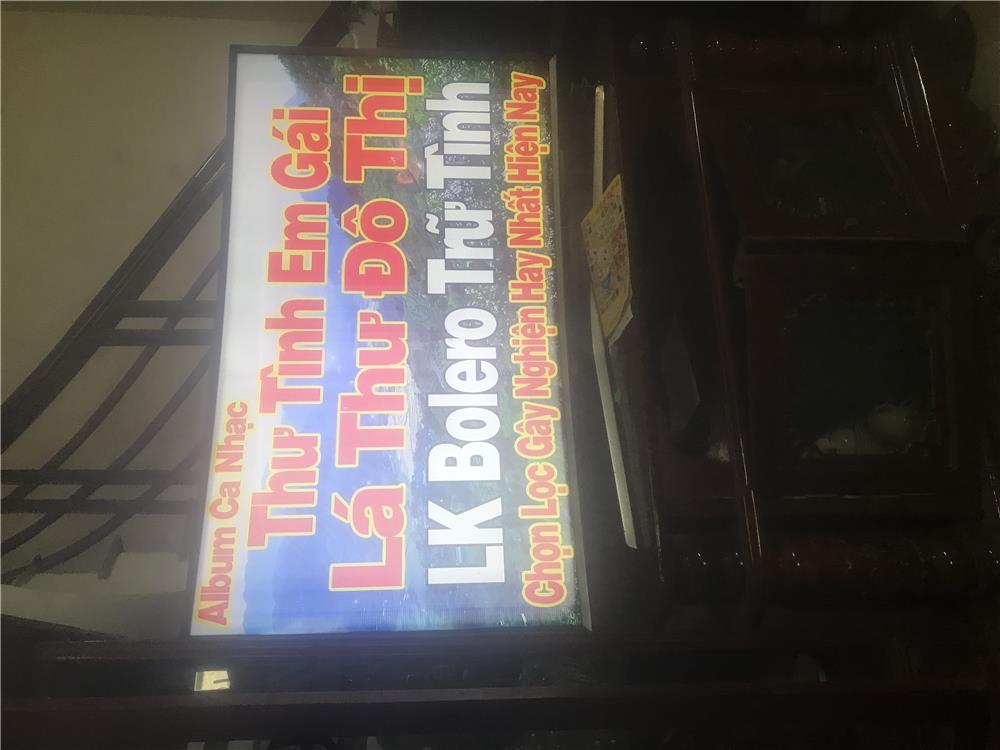 Album Ca Nhạc
Thư Tình Em Gái
Lá Thư Đô Thị
LK Bolero Trữ Tình
Chọn Lọc Gây Nghiện Hay Nhất Hiện Nay